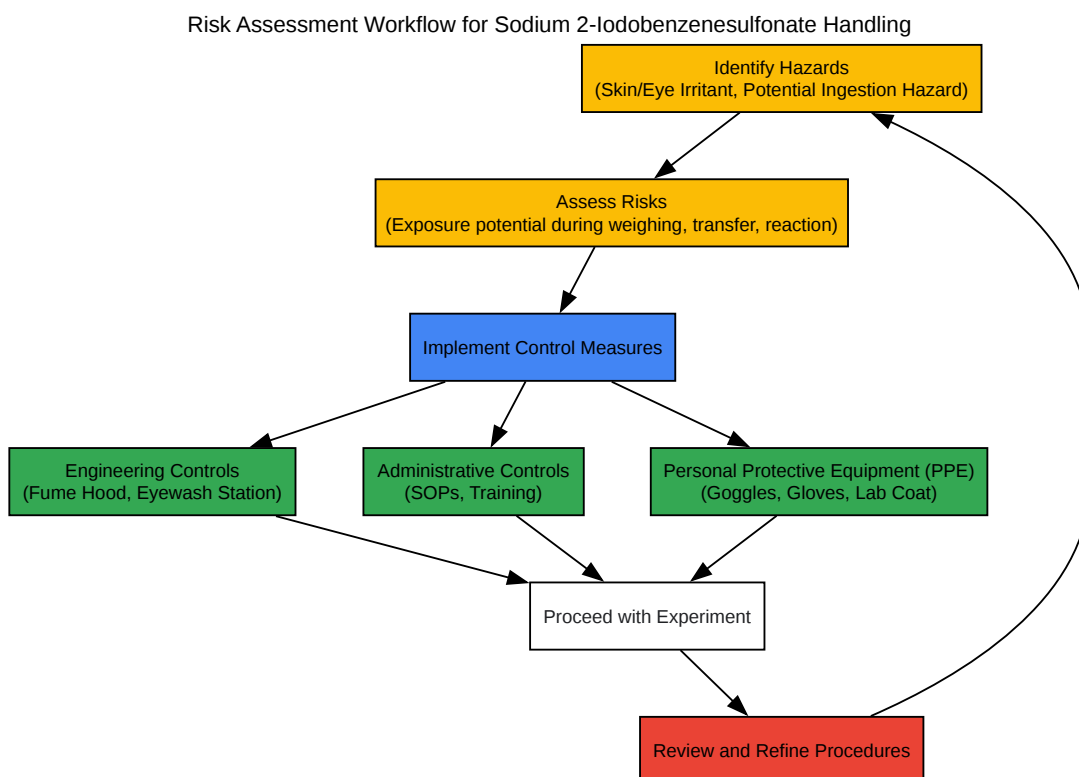 Risk Assessment Workflow for Sodium 2-Iodobenzenesulfonate Handling
Identify Hazards
(Skin/Eye Irritant, Potential Ingestion Hazard)
Assess Risks
(Exposure potential during weighing, transfer, reaction)
Implement Control Measures
Engineering Controls
(Fume Hood, Eyewash Station)
Administrative Controls
(SOPs, Training)
Personal Protective Equipment (PPE)
(Goggles, Gloves, Lab Coat)
Proceed with Experiment
Review and Refine Procedures